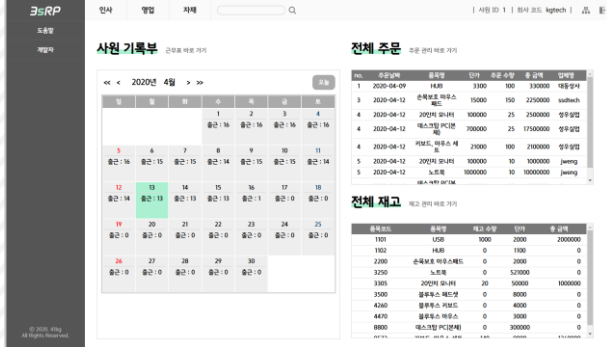 3sRP
도움말
개발자
© 2020, 411kg
All Rights Reserved.
인사 영업 자재
| 사원 ID 1 | 회사 코드 kgtech |
사원 기록부 근무표 바로 가기
<< < 2020년 4월 > >> 오늘
일 월 화 수 목 금 토
1 2 3 4
출근 : 16 출근 : 16 출근 : 16 출근 : 16
5 6 7 8 9 10 11
출근 : 16 출근 : 15 출근 : 15 출근 : 14 출근 : 15 출근 : 15 출근 : 14
12 13 14 15 16 17 18
출근 : 14 출근 : 13 출근 : 13 출근 : 13 출근 : 1 출근 : 0 출근 : 0
19 20 21 22 23 24 25
출근 : 0 출근 : 0 출근 : 0 출근 : 0 출근 : 0 출근 : 0 출근 : 0
26 27 28 29 30
출근 : 0 출근 : 0 출근 : 0 출근 : 0 출근 : 0
전체 주문 주문 관리 바로 가기
no. 주문날짜 품목명 단가 주문 수량 총 금액 업체명
1 2020-04-09 HUB 3300 100 330000 대동상사
3 2020-04-12 손목보호 마우스
패드 15000 150 2250000 ssdtech
4 2020-04-12 20인치 모니터 100000 25 2500000 성우실업
4 2020-04-12 데스크탑 PC(본
체) 700000 25 17500000 성우실업
4 2020-04-12 키보드, 마우스 세
트 21000 100 2100000 성우실업
5 2020-04-12 20인치 모니터 100000 10 1000000 jweng
5 2020-04-12 노트북 1000000 10 10000000 jweng
데스크탑 PC(본
전체 재고 재고 관리 바로 가기
품목코드 품목명 재고 수량 단가 총 금액
1101 USB 1000 2000 2000000
1102 HUB 0 1100 0
2200 손목보호 마우스패드 0 2000 0
3250 노트북 0 521000 0
3305 20인치 모니터 20 50000 1000000
3500 블루투스 헤드셋 0 8000 0
4260 블루투스 키보드 0 4000 0
4470 블루투스 마우스 0 3000 0
8800 데스크탑 PC(본체) 0 300000 0